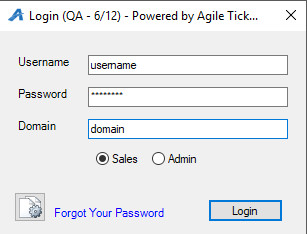 Login (QA - 6/12) - Powered by Agile Tick...
Username username
Password ********
Domain domain
Sales Admin
Forgot Your Password Login